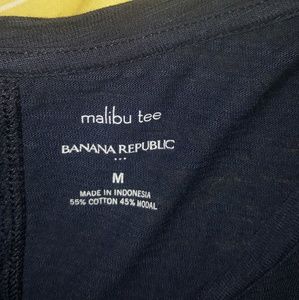 malibu tee
BANANA REPUBLIC
M
MADE IN INDONESIA
55% COTTON 45% MODAL